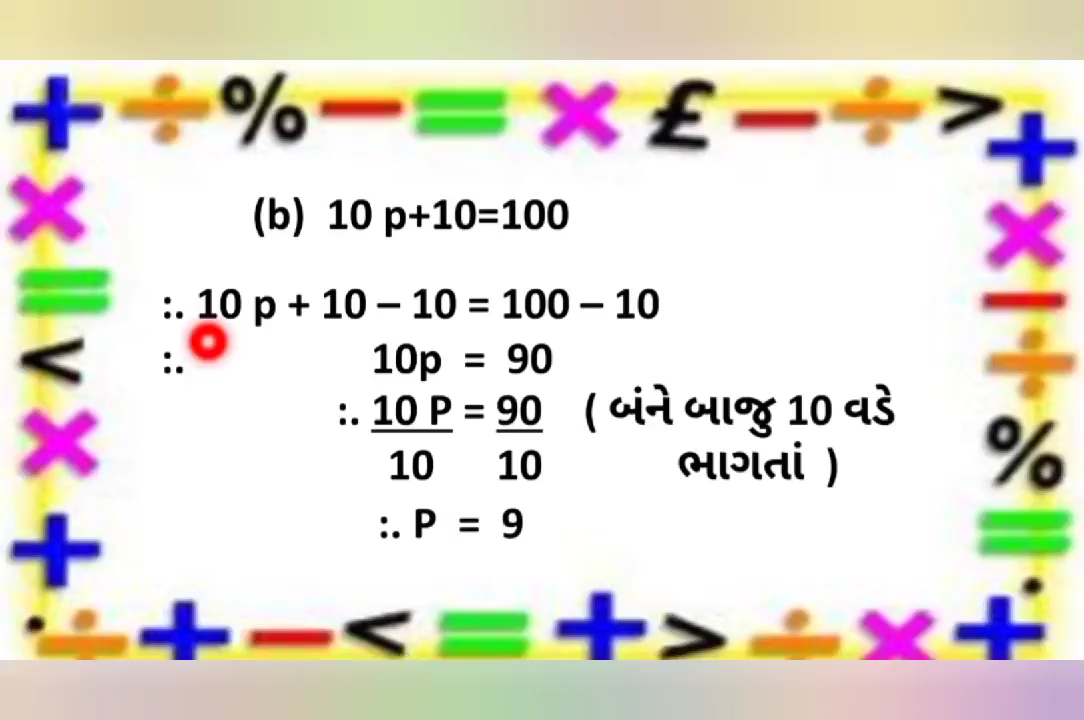 (b) 10 p+10=100
:. 10 p + 10 – 10 = 100 – 10
:. 10p = 90
:. 10 P = 90 ( બંને બાજુ 10 વડે
10 10 ભાગતાં )
:. P = 9